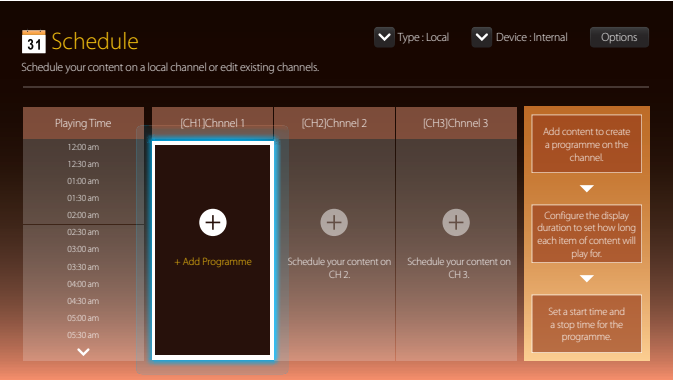 31 Schedule
Type : Local
Device : Internal
Options
Schedule your content on a local channel or edit existing channels.
Playing Time
[CH1]Chnnel 1
[CH2]Chnnel 2
[CH3]Chnnel 3
12:00 am
12:30 am
01:00 am
01:30 am
02:00 am
02:30 am
03:00 am
03:30 am
04:00 am
04:30 am
05:00 am
05:30 am
+ Add Programme
Schedule your content on
CH 2.
Schedule your content on
CH 3.
Add content to create
a programme on the
channel.
Configure the display
duration to set how long
each item of content will
play for.
Set a start time and
a stop time for the
programme.